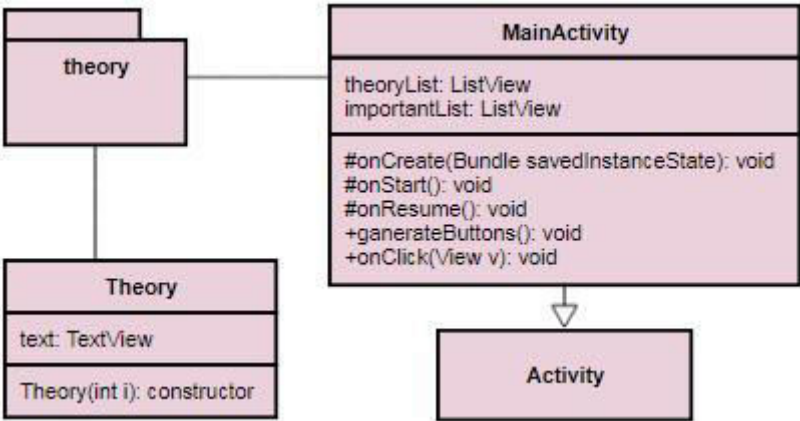 theory
MainActivity
theoryList: ListView
importantList: ListView
#onCreate(Bundle savedInstanceState): void
#onStart(): void
#onResume(): void
+ganerateButtons(): void
+onClick(View v): void
Theory
text: TextView
Theory(int i): constructor
Activity